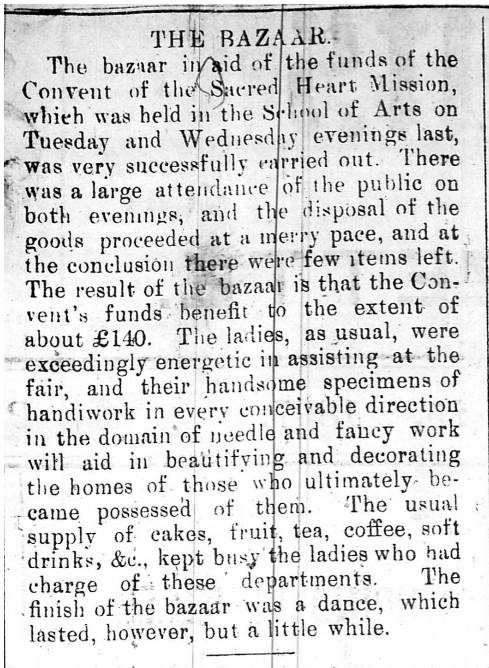 THE BAZAAR.
The bazaar in aid of the funds of the
Convent of the Sacred Heart Mission,
which was held in the School of Arts on
Tuesday and Wednesday evenings last,
was very successfully carried out. There
was a large attendance of the public on
both evenings, and the disposal of the
goods proceeded at a merry pace, and at
the conclusion there were few items left.
The result of the bazaar is that the Con-
vent's funds benefit to the extent of
about £140. The ladies, as usual, were
exceedingly energetic in assisting at the
fair, and their handsome specimens of
handiwork in every conceivable direction
in the domain of needle and fancy work
will aid in beautifying and decorating
the homes of those who ultimately be-
came possessed of them. The usual
supply of cakes, fruit, tea, coffee, soft
drinks, &c., kept busy the ladies who had
charge of these departments. The
finish of the bazaar was a dance, which
lasted, however, but a little while.